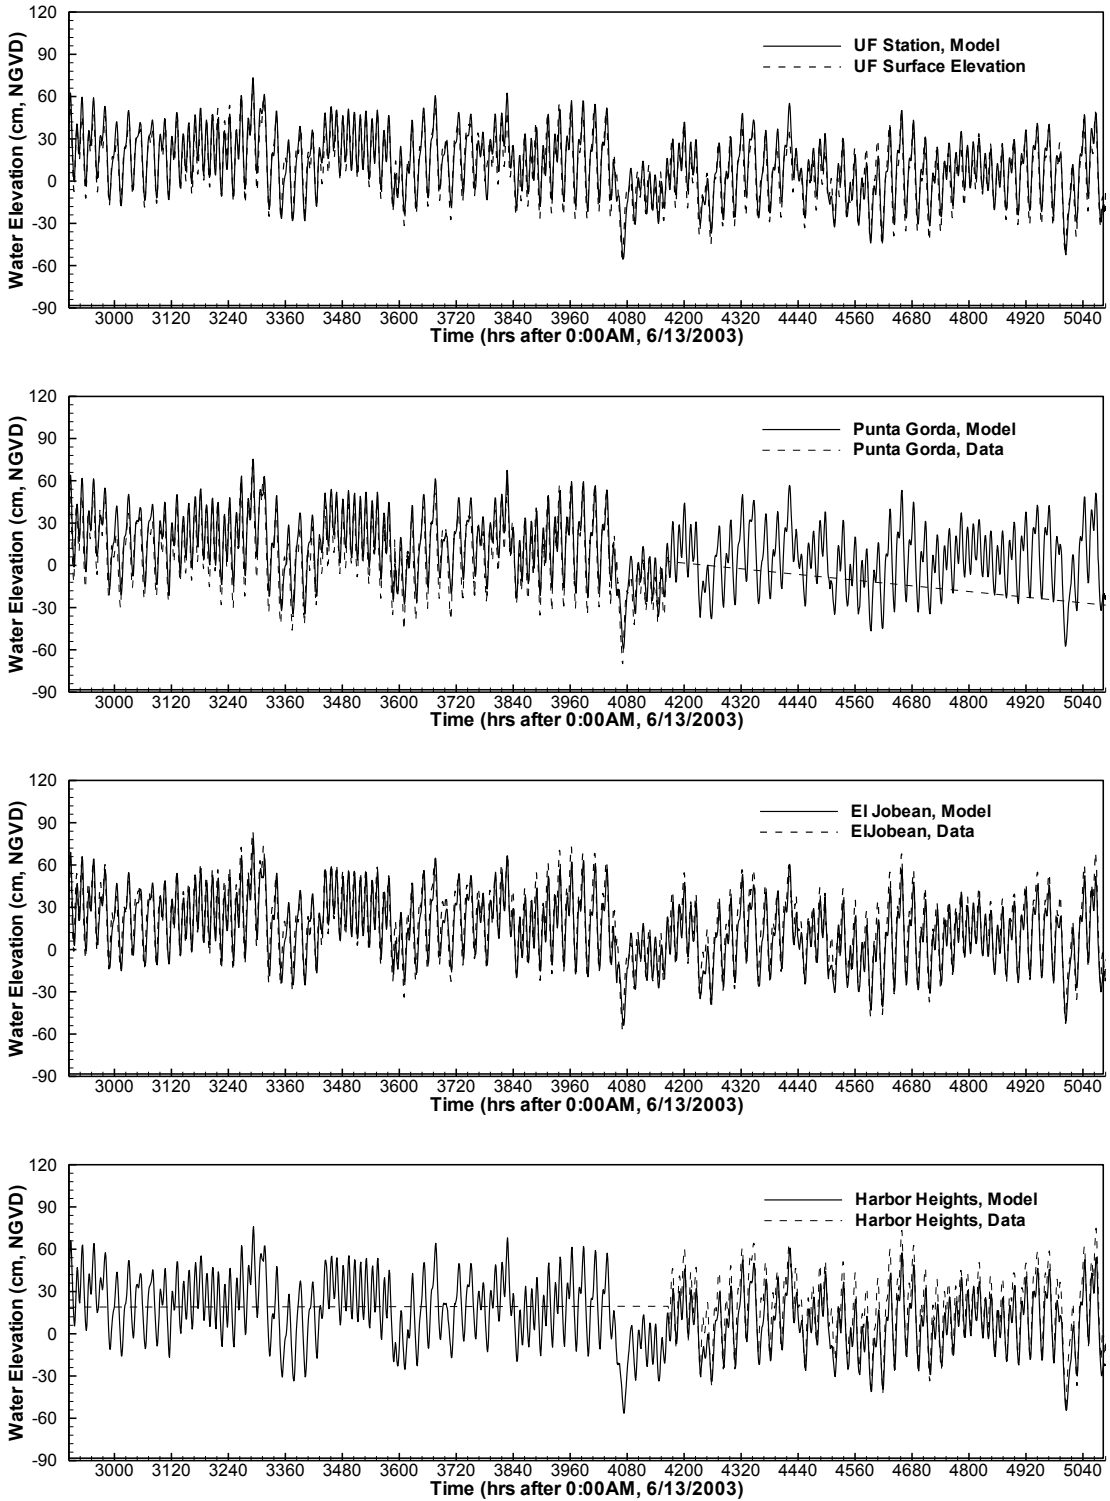 120
90
60
30
0
-30
-60
-90
Water Elevation (cm, NGVD)
UF Station, Model
UF Surface Elevation
3000 3120 3240 3360 3480 3600 3720 3840 3960 4080 4200 4320 4440 4560 4680 4800 4920 5040
Time (hrs after 0:00AM, 6/13/2003)
120
90
60
30
0
-30
-60
-90
Water Elevation (cm, NGVD)
Punta Gorda, Model
Punta Gorda, Data
3000 3120 3240 3360 3480 3600 3720 3840 3960 4080 4200 4320 4440 4560 4680 4800 4920 5040
Time (hrs after 0:00AM, 6/13/2003)
120
90
60
30
0
-30
-60
-90
Water Elevation (cm, NGVD)
El Jobean, Model
ElJobean, Data
3000 3120 3240 3360 3480 3600 3720 3840 3960 4080 4200 4320 4440 4560 4680 4800 4920 5040
Time (hrs after 0:00AM, 6/13/2003)
120
90
60
30
0
-30
-60
-90
Water Elevation (cm, NGVD)
Harbor Heights, Model
Harbor Heights, Data
3000 3120 3240 3360 3480 3600 3720 3840 3960 4080 4200 4320 4440 4560 4680 4800 4920 5040
Time (hrs after 0:00AM, 6/13/2003)